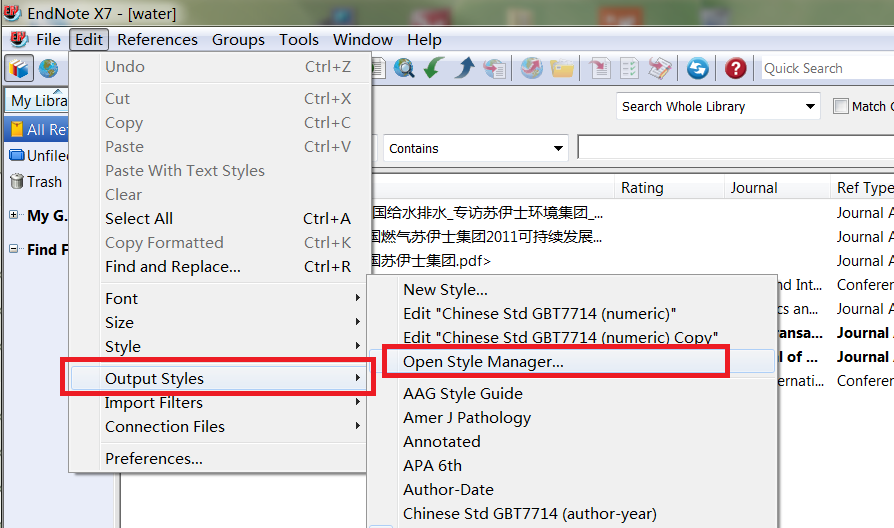 EndNote X7 - [water]
File Edit References Groups Tools Window Help
Quick Search
My Libra
Search Whole Library
Match C
All Ref
Unfiled
Trash
My G.
Find F
Contains
Undo Ctrl+Z
Cut Ctrl+X
Copy Ctrl+C
Paste Ctrl+V
Paste With Text Styles
Clear
Select All Ctrl+A
Copy Formatted Ctrl+K
Find and Replace... Ctrl+R
Font
Size
Style
Output Styles
Import Filters
Connection Files
Preferences...
Rating Journal Ref Type
国给水排水_专访苏伊士环境集团_... Journal A
国燃气苏伊士集团2011可持续发展... Journal A
国苏伊士集团.pdf> Journal A
nd Int... Conferen
cs an... Journal A
ansa... Journal A
l of ... Journal A
ternati... Conferen
New Style...
Edit "Chinese Std GBT7714 (numeric)"
Edit "Chinese Std GBT7714 (numeric) Copy"
Open Style Manager...
AAG Style Guide
Amer J Pathology
Annotated
APA 6th
Author-Date
Chinese Std GBT7714 (author-year)